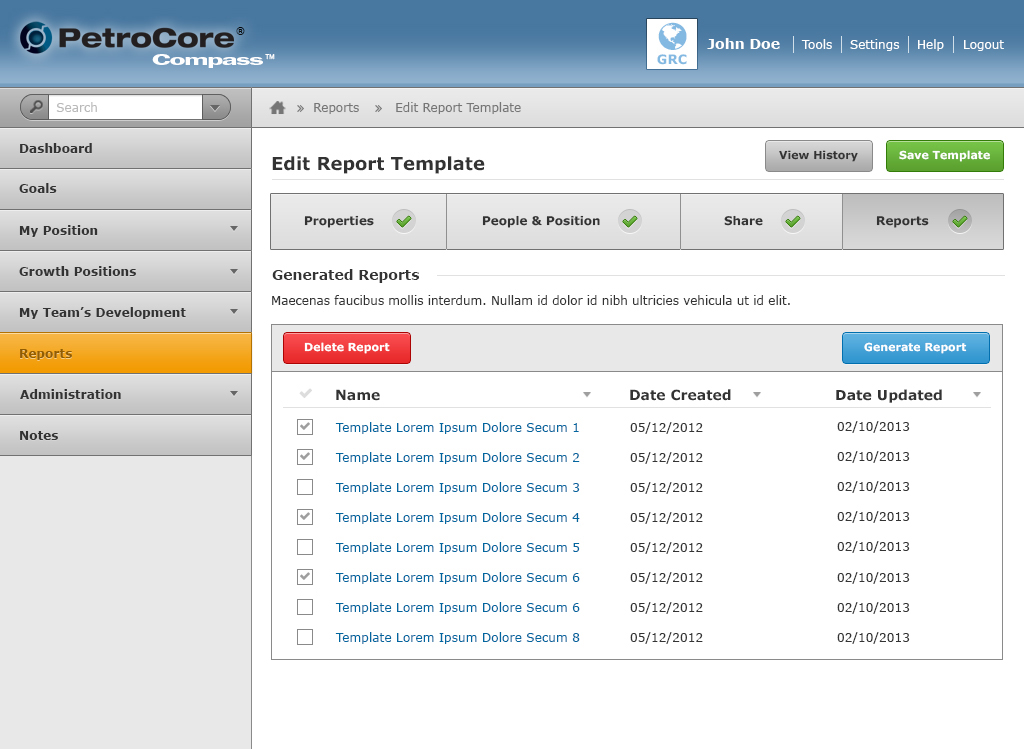 PetroCore®
Compass™
GRC
John Doe Tools Settings Help Logout
Search
» Reports » Edit Report Template
Dashboard
Goals
My Position
Growth Positions
My Team’s Development
Reports
Administration
Notes
Edit Report Template
View History
Save Template
Properties People & Position Share Reports
Generated Reports
Maecenas faucibus mollis interdum. Nullam id dolor id nibh ultricies vehicula ut id elit.
Delete Report Generate Report
Name Date Created Date Updated
Template Lorem Ipsum Dolore Secum 1 05/12/2012 02/10/2013
Template Lorem Ipsum Dolore Secum 2 05/12/2012 02/10/2013
Template Lorem Ipsum Dolore Secum 3 05/12/2012 02/10/2013
Template Lorem Ipsum Dolore Secum 4 05/12/2012 02/10/2013
Template Lorem Ipsum Dolore Secum 5 05/12/2012 02/10/2013
Template Lorem Ipsum Dolore Secum 6 05/12/2012 02/10/2013
Template Lorem Ipsum Dolore Secum 6 05/12/2012 02/10/2013
Template Lorem Ipsum Dolore Secum 8 05/12/2012 02/10/2013